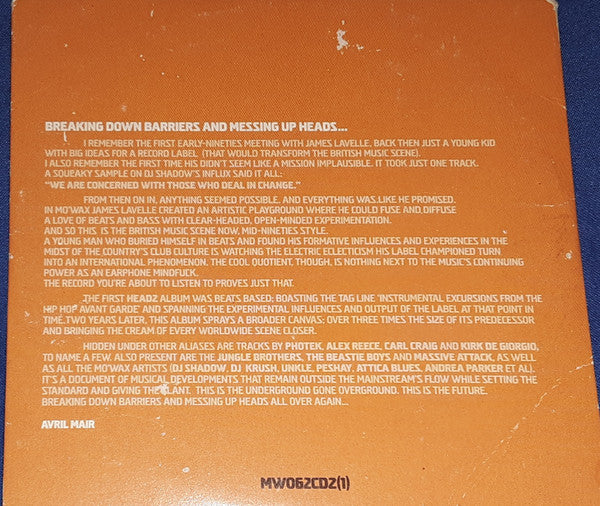 BREAKING DOWN BARRIERS AND MESSING UP HEADS...
I REMEMBER THE FIRST EARLY-NINETIES MEETING WITH JAMES LAVELLE. BACK THEN JUST A YOUNG KID
WITH BIG IDEAS FOR A RECORD LABEL (THAT WOULD TRANSFORM THE BRITISH MUSIC SCENE).
I ALSO REMEMBER THE FIRST TIME HIS DIDN'T SEEM LIKE A MISSION IMPLAUSIBLE. IT TOOK JUST ONE TRACK.
A SQUEAKY SAMPLE ON DJ SHADOW'S INFLUX SAID IT ALL:
"WE ARE CONCERNED WITH THOSE WHO DEAL IN CHANGE."
FROM THEN ON IN, ANYTHING SEEMED POSSIBLE. AND EVERYTHING WAS LIKE HE PROMISED.
IN MO'WAX JAMES LAVELLE CREATED AN ARTISTIC PLAYGROUND WHERE HE COULD FUSE AND DIFFUSE
A LOVE OF BEATS AND BASS WITH CLEAR-HEADED, OPEN-MINDED EXPERIMENTATION.
AND SO THIS IS THE BRITISH MUSIC SCENE NOW. MID-NINETIES STYLE.
A YOUNG MAN WHO BURIED HIMSELF IN BEATS AND FOUND HIS FORMATIVE INFLUENCES AND EXPERIENCES IN THE
MIDST OF THE COUNTRY'S CLUB CULTURE IS WATCHING THE ELECTRIC ECLECTICISM HIS LABEL CHAMPIONED TURN
INTO AN INTERNATIONAL PHENOMENON. THE COOL QUOTIENT, THOUGH, IS NOTHING NEXT TO THE MUSIC'S CONTINUING
POWER AS AN EARPHONE MINDFUCK.
THE RECORD YOU'RE ABOUT TO LISTEN TO PROVES JUST THAT.
THE FIRST HEADZ ALBUM WAS BEATS BASED; BOASTING THE TAG LINE 'INSTRUMENTAL EXCURSIONS FROM THE
HIP HOP AVANT GARDE' AND SPANNING THE EXPERIMENTAL INFLUENCES AND OUTPUT OF THE LABEL AT THAT POINT IN
TIME. TWO YEARS LATER, THIS ALBUM SPRAYS A BROADER CANVAS: OVER THREE TIMES THE SIZE OF ITS PREDECESSOR
AND BRINGING THE CREAM OF EVERY WORLDWIDE SCENE CLOSER.
HIDDEN UNDER OTHER ALIASES ARE TRACKS BY PHOTEK, ALEX REECE, CARL CRAIG AND KIRK DE GIORGIO,
TO NAME A FEW. ALSO PRESENT ARE THE JUNGLE BROTHERS, THE BEASTIE BOYS AND MASSIVE ATTACK, AS WELL
AS ALL THE MO'WAX ARTISTS (DJ SHADOW, DJ KRUSH, UNKLE, PESHAY, ATTICA BLUES, ANDREA PARKER ET AL).
IT'S A DOCUMENT OF MUSICAL DEVELOPMENTS THAT REMAIN OUTSIDE THE MAINSTREAM'S FLOW WHILE SETTING THE
STANDARD AND GIVING THE SLANT. THIS IS THE UNDERGROUND GONE OVERGROUND. THIS IS THE FUTURE.
BREAKING DOWN BARRIERS AND MESSING UP HEADS ALL OVER AGAIN...
AVRIL MAIR
MW062CD2(1)